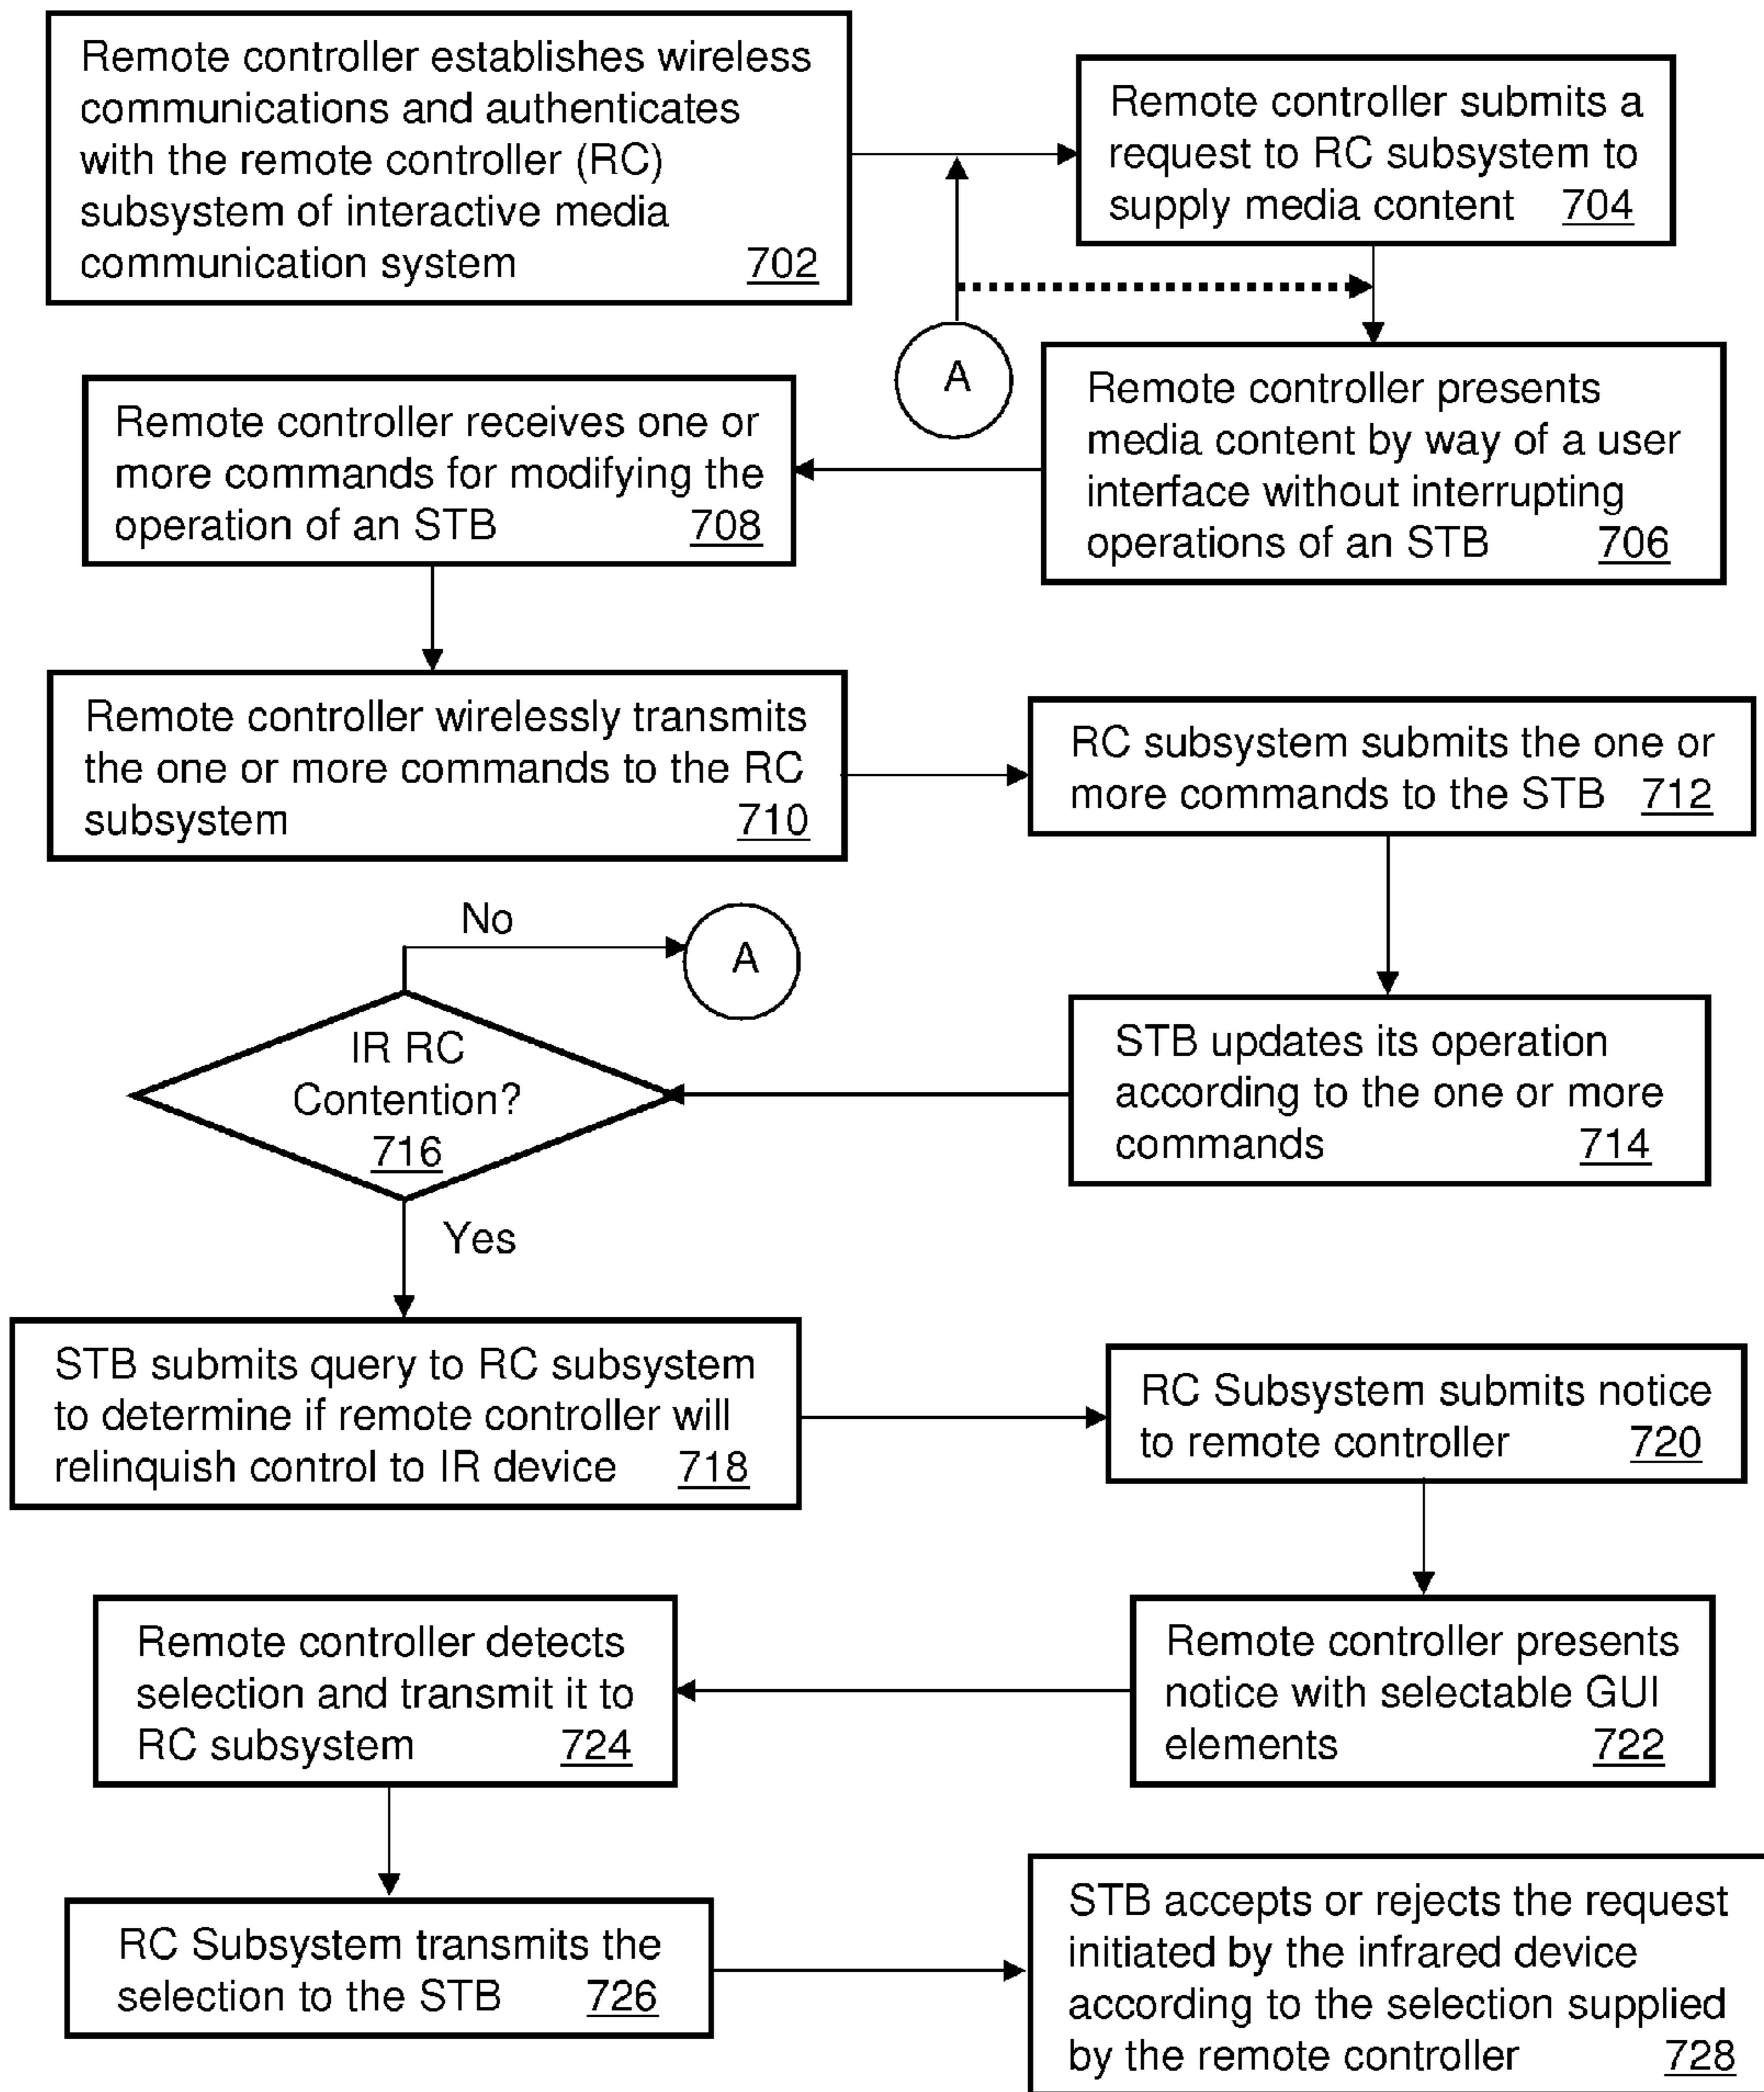 Remote controller establishes wireless
communications and authenticates
with the remote controller (RC)
subsystem of interactive media
communication system 702
Remote controller submits a
request to RC subsystem to
supply media content 704
A
Remote controller presents
media content by way of a user
interface without interrupting
operations of an STB 706
Remote controller receives one or
more commands for modifying the
operation of an STB 708
Remote controller wirelessly transmits
the one or more commands to the RC
subsystem 710
RC subsystem submits the one or
more commands to the STB 712
STB updates its operation
according to the one or more
commands 714
IR RC
Contention?
716
No
A
Yes
STB submits query to RC subsystem
to determine if remote controller will
relinquish control to IR device 718
RC Subsystem submits notice
to remote controller 720
Remote controller presents
notice with selectable GUI
elements 722
Remote controller detects
selection and transmit it to
RC subsystem 724
RC Subsystem transmits the
selection to the STB 726
STB accepts or rejects the request
initiated by the infrared device
according to the selection supplied
by the remote controller 728